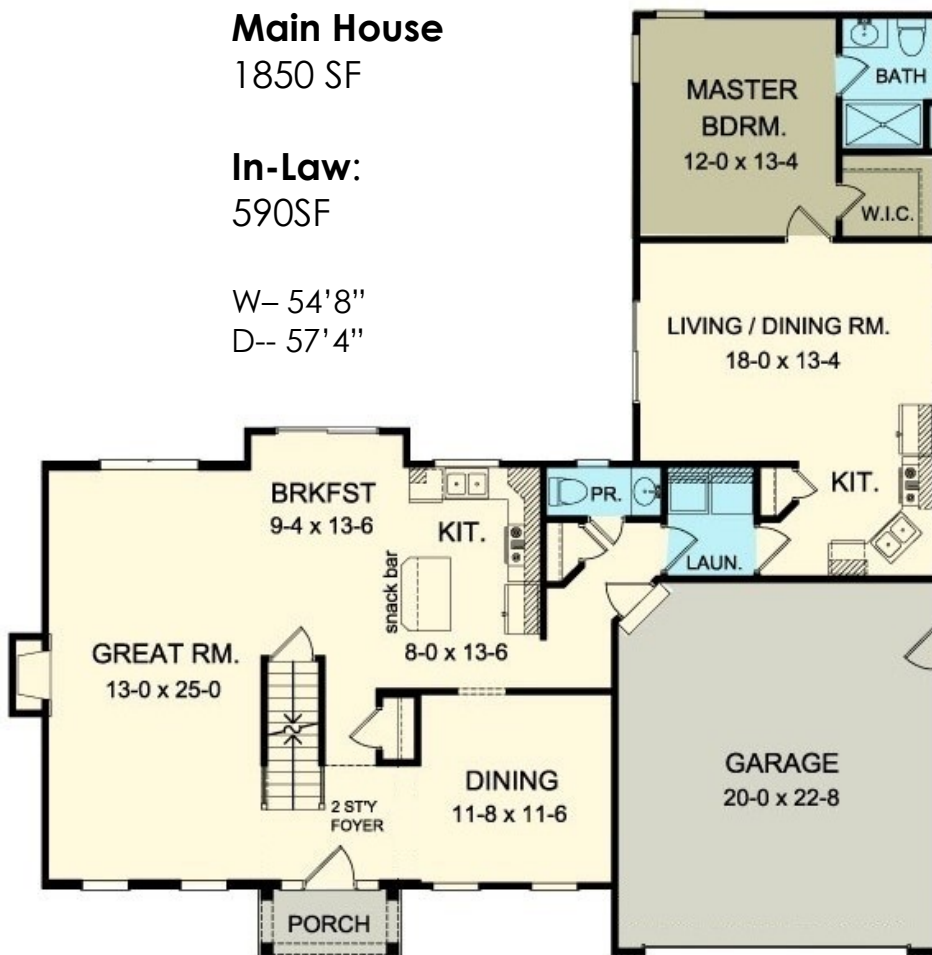 Main House
1850 SF
In-Law:
590SF
W– 54’8”
D-- 57’4”
MASTER
BDRM.
12-0 x 13-4
BATH
W.I.C.
LIVING / DINING RM.
18-0 x 13-4
KIT.
BRKFST
9-4 x 13-6
KIT.
snack bar
8-0 x 13-6
PR.
LAUN.
GREAT RM.
13-0 x 25-0
DINING
11-8 x 11-6
2 ST'Y
FOYER
GARAGE
20-0 x 22-8
PORCH